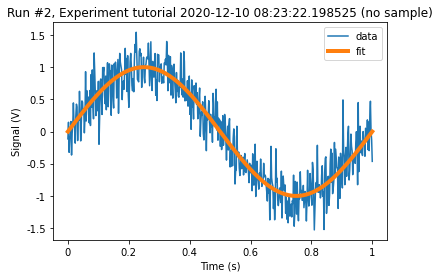 Run #2, Experiment tutorial 2020-12-10 08:23:22.198525 (no sample)
data
fit
1.5
1
0.5
0
-0.5
-1
-1.5
Signal (V)
0 0.2 0.4 0.6 0.8 1
Time (s)